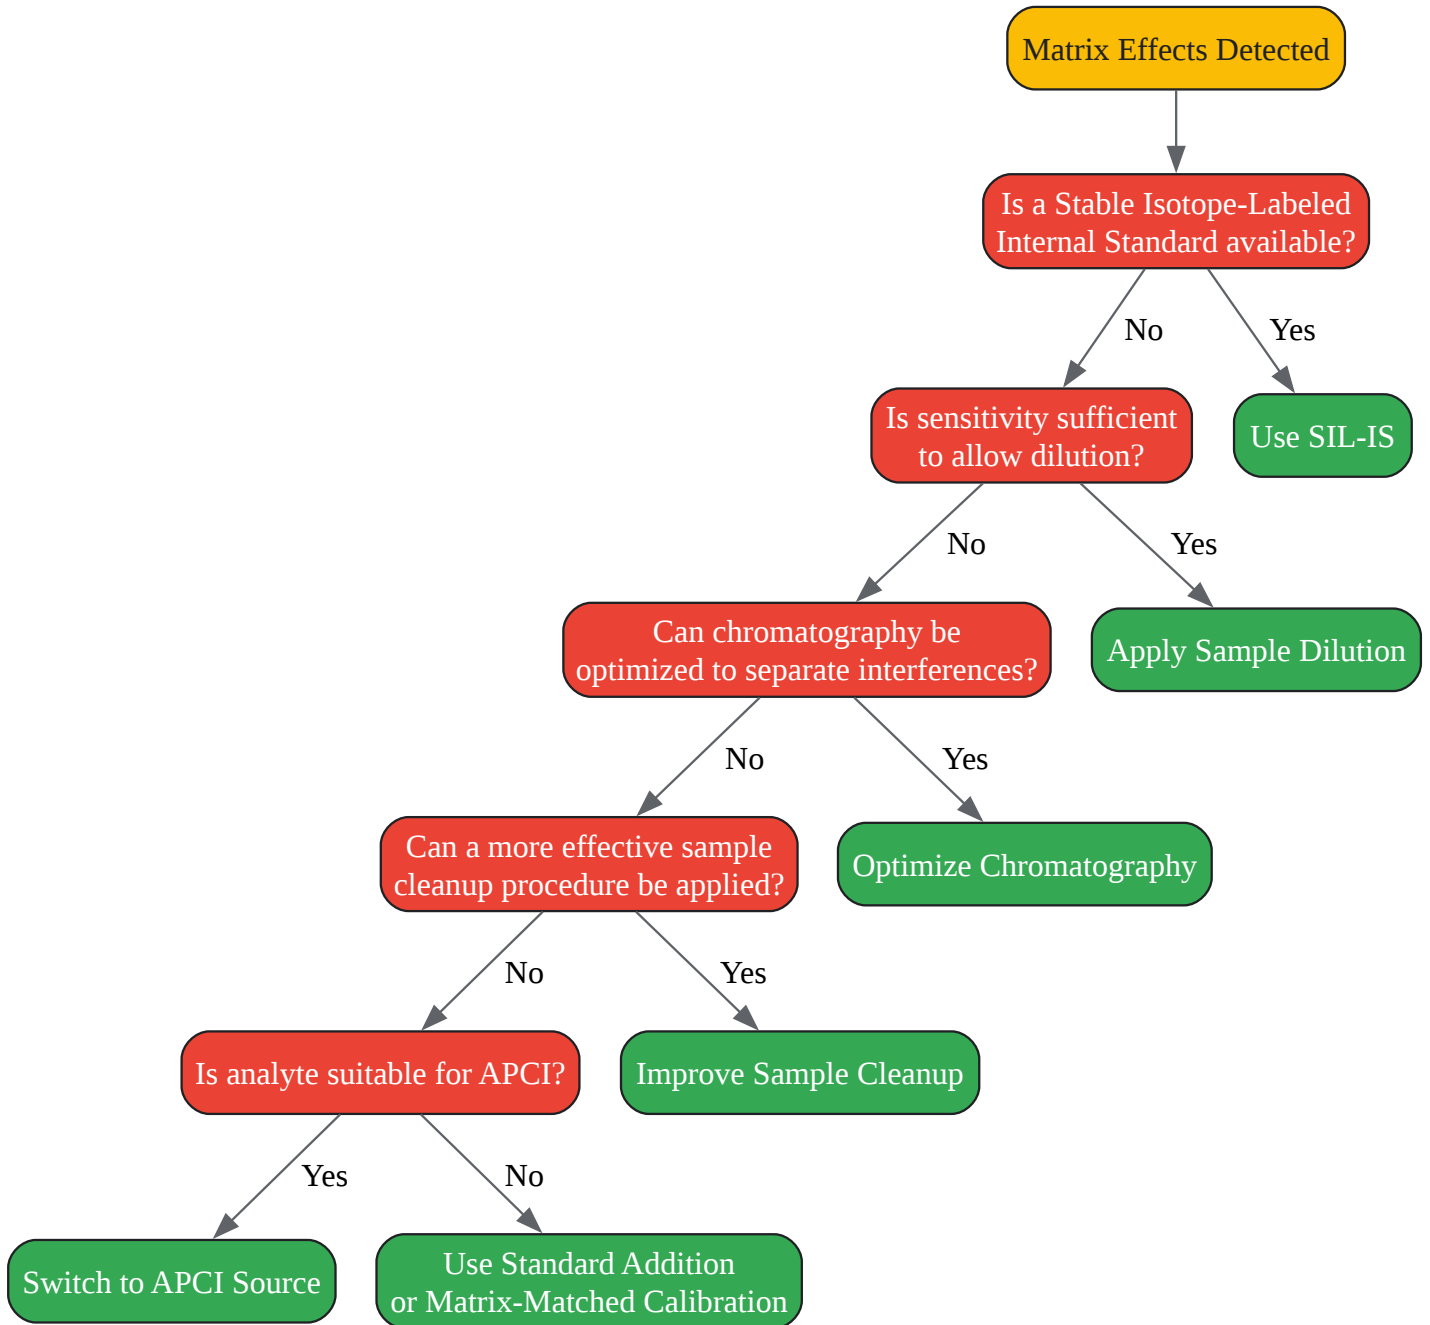 Matrix Effects Detected
Is a Stable Isotope-Labeled
Internal Standard available?
No
Yes
Is sensitivity sufficient
to allow dilution?
Use SIL-IS
No
Yes
Can chromatography be
optimized to separate interferences?
Apply Sample Dilution
No
Yes
Can a more effective sample
cleanup procedure be applied?
Optimize Chromatography
No
Yes
Is analyte suitable for APCI?
Improve Sample Cleanup
Yes
No
Switch to APCI Source
Use Standard Addition
or Matrix-Matched Calibration